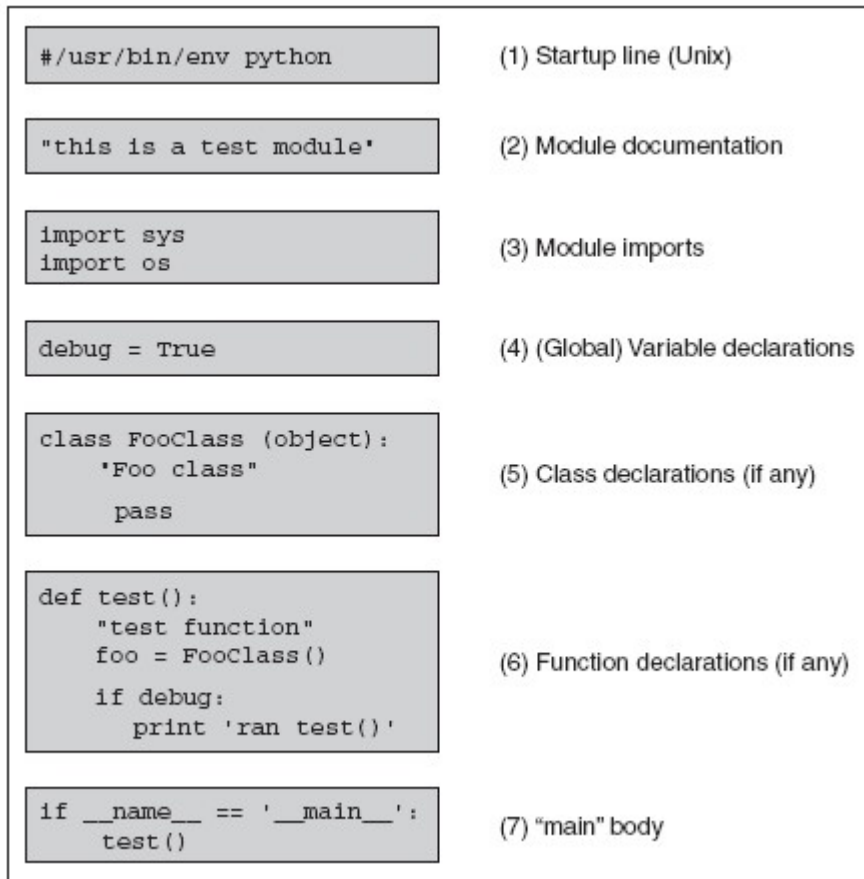 #/usr/bin/env python
(1) Startup line (Unix)
"this is a test module'
(2) Module documentation
import sys
import os
(3) Module imports
debug = True
(4) (Global) Variable declarations
class FooClass (object):
'Foo class"
pass
(5) Class declarations (if any)
def test():
"test function"
foo = FooClass()
if debug:
print 'ran test()'
(6) Function declarations (if any)
if __name__ == '__main__':
test()
(7) “main” body